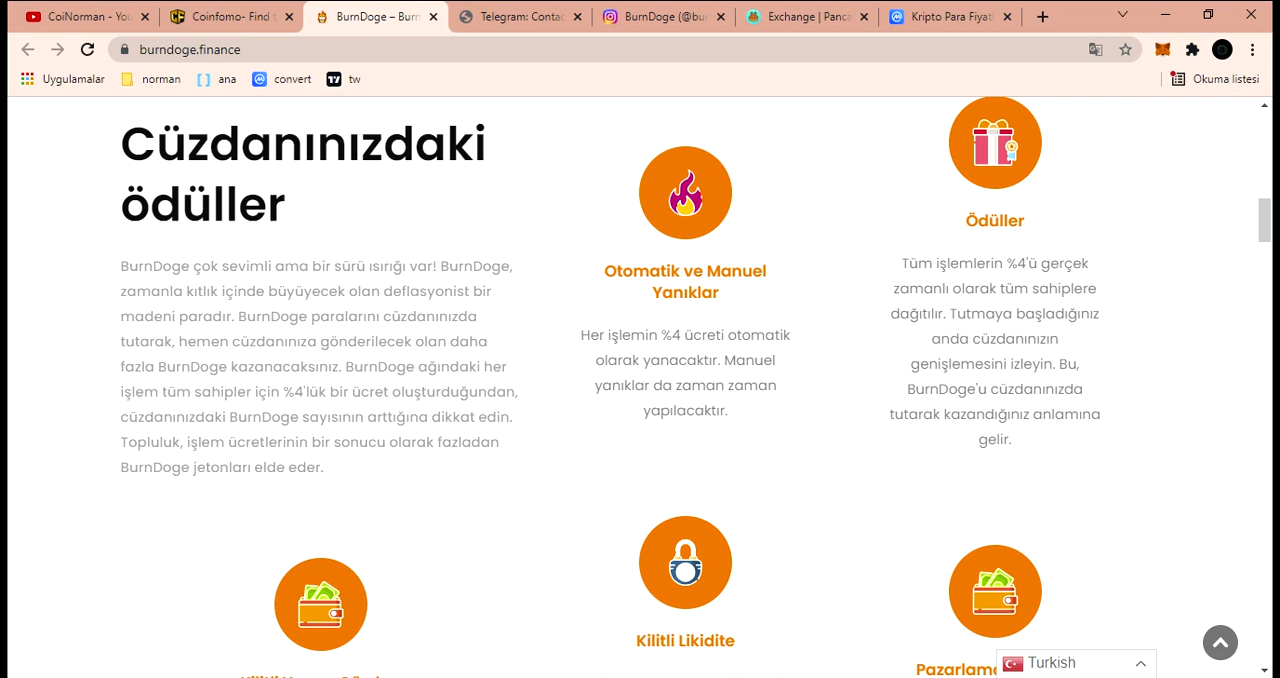 CoiNorman - You
Coinfomo- Find t
BurnDoge – Burn
Telegram: Contac
BurnDoge (@bur
Exchange | Panca
Kripto Para Fiyatl
burndoge.finance
Uygulamalar
norman
ana
convert
tw
Okuma listesi
Cüzdanınızdaki
ödüller
BurnDoge çok sevimli ama bir sürü ısırığı var! BurnDoge,
zamanla kıtlık içinde büyüyecek olan deflasyonist bir
madeni paradır. BurnDoge paralarını cüzdanınızda
tutarak, hemen cüzdanınıza gönderilecek olan daha
fazla BurnDoge kazanacaksınız. BurnDoge ağındaki her
işlem tüm sahipler için %4'lük bir ücret oluşturduğundan,
cüzdanınızdaki BurnDoge sayısının arttığına dikkat edin.
Topluluk, işlem ücretlerinin bir sonucu olarak fazladan
BurnDoge jetonları elde eder.
Otomatik ve Manuel
Yanıklar
Her işlemin %4 ücreti otomatik
olarak yanacaktır. Manuel
yanıklar da zaman zaman
yapılacaktır.
Ödüller
Tüm işlemlerin %4'ü gerçek
zamanlı olarak tüm sahiplere
dağıtılır. Tutmaya başladığınız
anda cüzdanınızın
genişlemesini izleyin. Bu,
BurnDoge'u cüzdanınızda
tutarak kazandığınız anlamına
gelir.
Kilitli Likidite
Pazarlama
Turkish